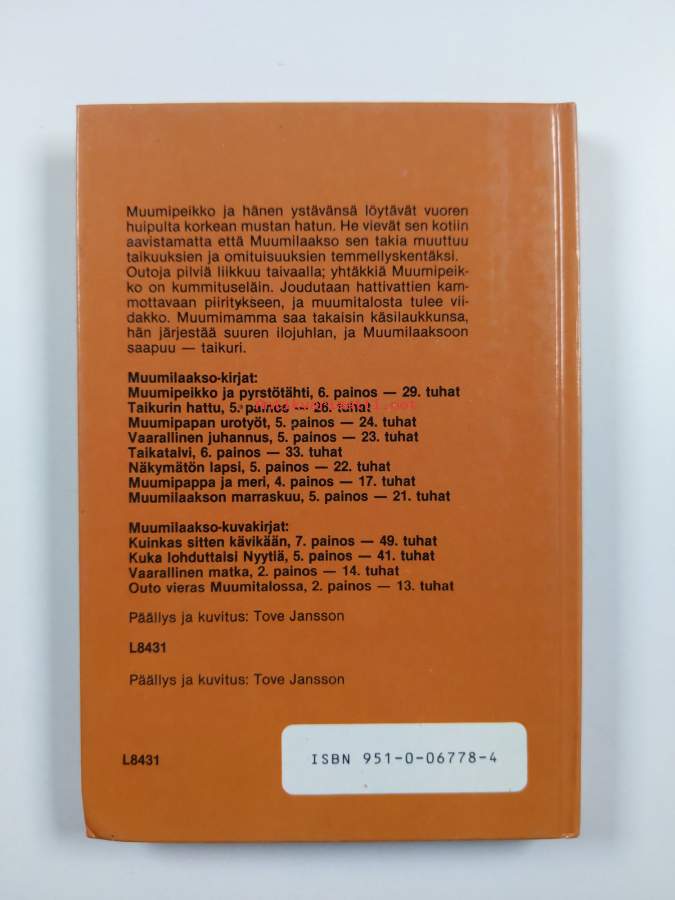 Muumipeikko ja hänen ystävänsä löytävät vuoren
huipulta korkean mustan hatun. He vievät sen kotiin
aavistamatta että Muumilaakso sen takia muuttuu
taikuuksien ja omituisuuksien temmellyskentäksi.
Outoja pilviä liikkuu taivaalla; yhtäkkiä Muumipeik-
ko on kummituseläin. Joudutaan hattivattien kam-
mottavaan piiritykseen, ja muumitalosta tulee vii-
dakko. Muumimamma saa takaisin käsilaukkunsa,
hän järjestää suuren ilojuhlan, ja Muumilaaksoon
saapuu — taikuri.
Muumilaakso-kirjat:
Muumipeikko ja pyrstötähti, 6. painos — 29. tuhat
Taikurin hattu, 5. painos — 26. tuhat
Muumipapan urotyöt, 5. painos — 24. tuhat
Vaarallinen juhannus, 5. painos — 23. tuhat
Taikatalvi, 6. painos — 33. tuhat
Näkymätön lapsi, 5. painos — 22. tuhat
Muumipappa ja meri, 4. painos — 17. tuhat
Muumilaakson marraskuu, 5. painos — 21. tuhat
Muumilaakso-kuvakirjat:
Kuinkas sitten kävikään, 7. painos — 49. tuhat
Kuka lohduttaisi Nyytiä, 5. painos — 41. tuhat
Vaarallinen matka, 2. painos — 14. tuhat
Outo vieras Muumitalossa, 2. painos — 13. tuhat
Päällys ja kuvitus: Tove Jansson
L8431
Päällys ja kuvitus: Tove Jansson
L8431
ISBN 951-0-06778-4